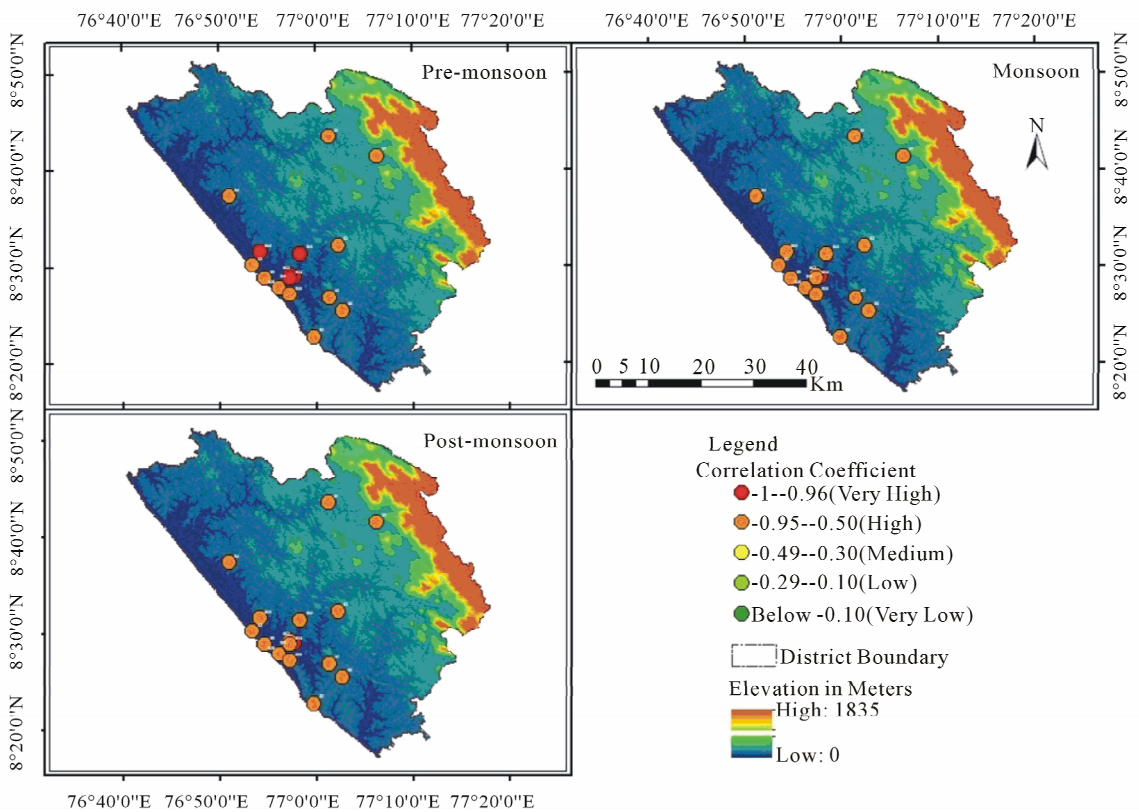 76°40'0"E 76°50'0"E 77°0'0"E 77°10'0"E 77°20'0"E
76°40'0"E 76°50'0"E 77°0'0"E 77°10'0"E 77°20'0"E
8°50'0"N
8°40'0"N
8°30'0"N
8°20'0"N
Pre-monsoon
Monsoon
N
0 5 10 20 30 40
Km
8°50'0"N
8°40'0"N
8°30'0"N
8°20'0"N
8°50'0"N
8°40'0"N
8°30'0"N
8°20'0"N
Post-monsoon
Legend
Correlation Coefficient
-1--0.96(Very High)
-0.95--0.50(High)
-0.49--0.30(Medium)
-0.29--0.10(Low)
Below -0.10(Very Low)
District Boundary
Elevation in Meters
High: 1835
Low: 0
76°40'0"E 76°50'0"E 77°0'0"E 77°10'0"E 77°20'0"E